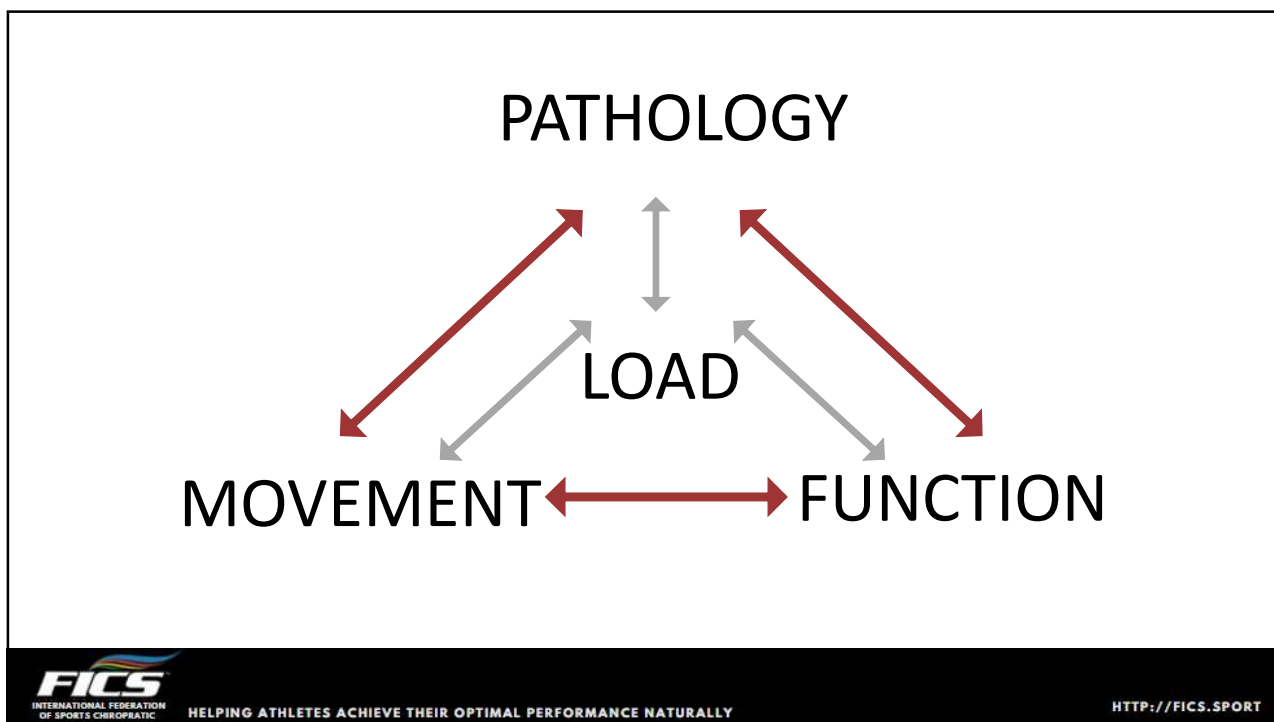 PATHOLOGY
LOAD
MOVEMENT
FUNCTION
FICS
INTERNATIONAL FEDERATION
OF SPORTS CHIROPRATIC
HELPING ATHLETES ACHIEVE THEIR OPTIMAL PERFORMANCE NATURALLY
HTTP://FICS.SPORT